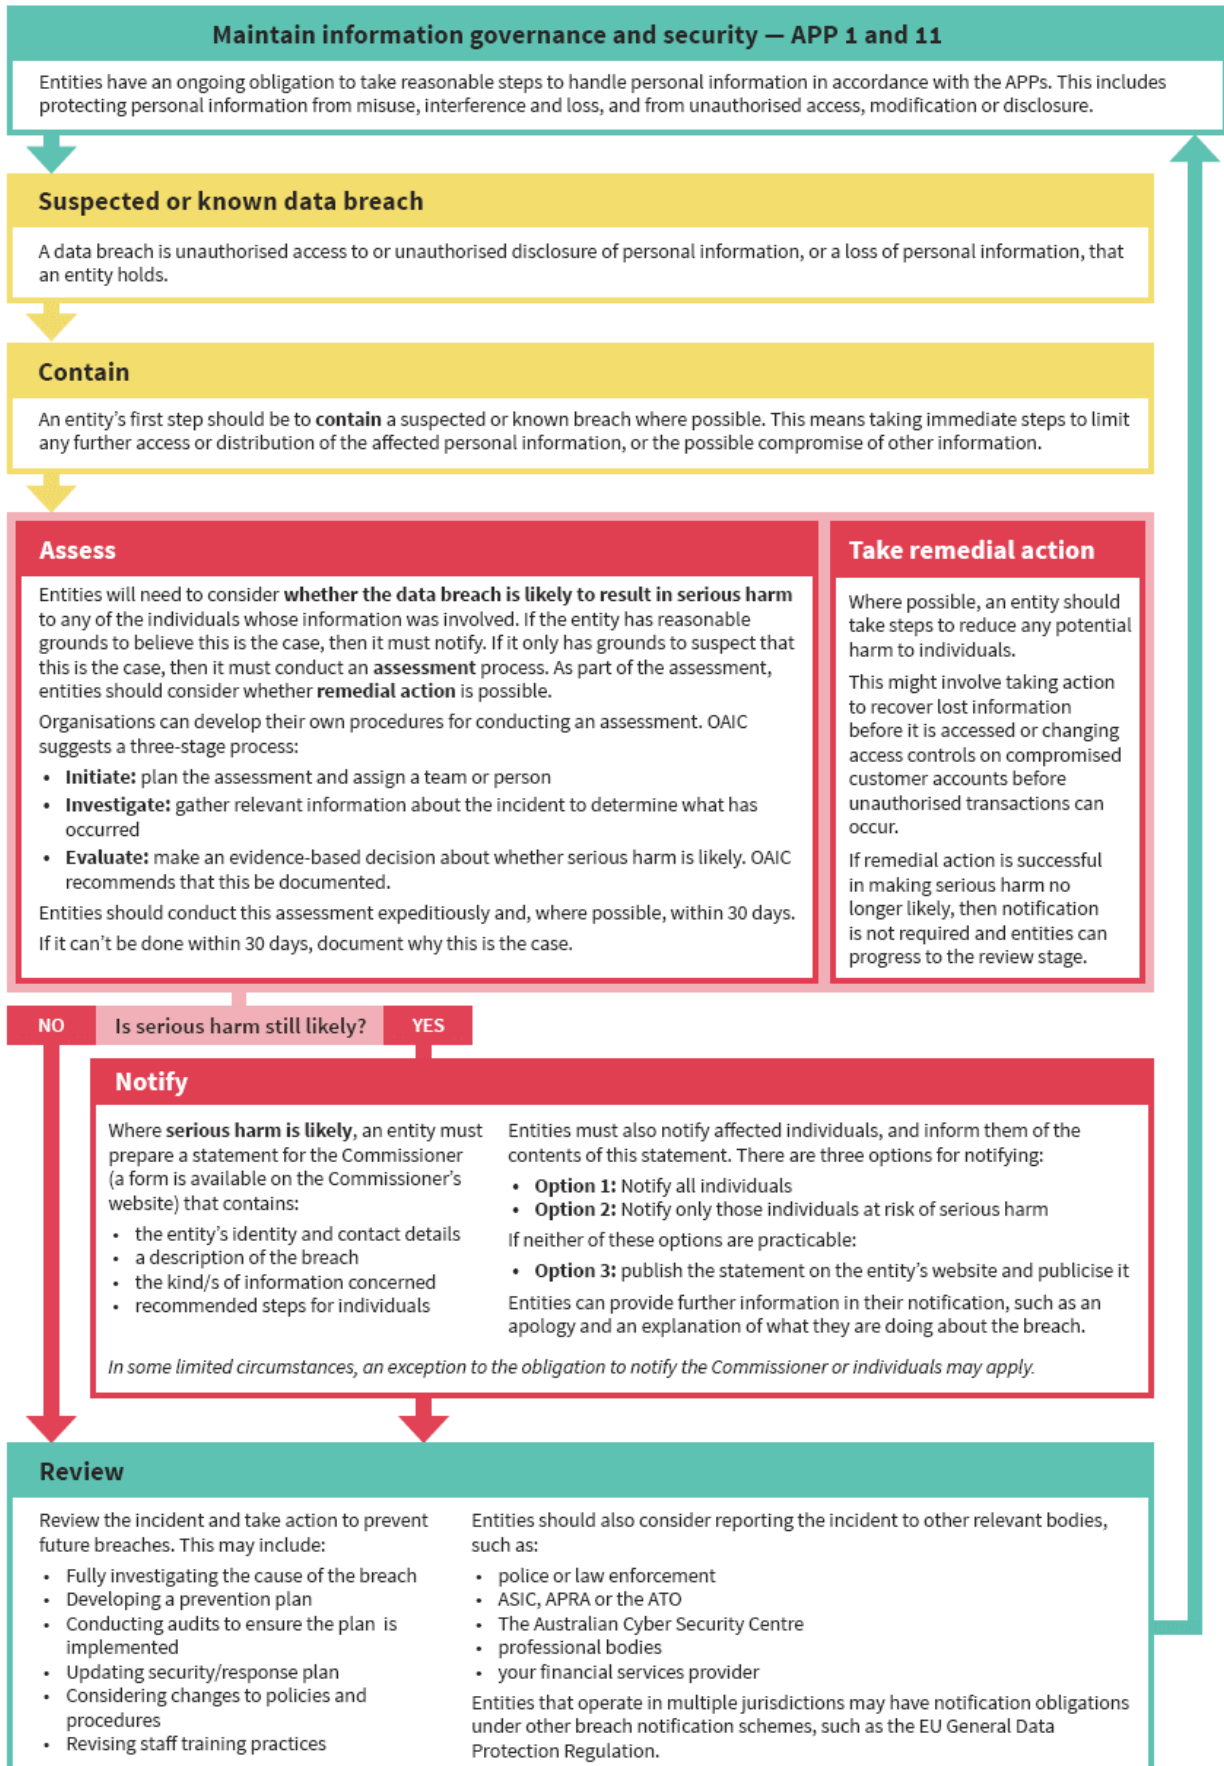 Maintain information governance and security — APP 1 and 11
Entities have an ongoing obligation to take reasonable steps to handle personal information in accordance with the APPs. This includes
protecting personal information from misuse, interference and loss, and from unauthorised access, modification or disclosure.
Suspected or known data breach
A data breach is unauthorised access to or unauthorised disclosure of personal information, or a loss of personal information, that
an entity holds.
Contain
An entity's first step should be to contain a suspected or known breach where possible. This means taking immediate steps to limit
any further access or distribution of the affected personal information, or the possible compromise of other information.
Assess
Entities will need to consider whether the data breach is likely to result in serious harm
to any of the individuals whose information was involved. If the entity has reasonable
grounds to believe this is the case, then it must notify. If it only has grounds to suspect that
this is the case, then it must conduct an assessment process. As part of the assessment,
entities should consider whether remedial action is possible.
Organisations can develop their own procedures for conducting an assessment. OAIC
suggests a three-stage process:
• Initiate: plan the assessment and assign a team or person
• Investigate: gather relevant information about the incident to determine what has
occurred
• Evaluate: make an evidence-based decision about whether serious harm is likely. OAIC
recommends that this be documented.
Entities should conduct this assessment expeditiously and, where possible, within 30 days.
If it can't be done within 30 days, document why this is the case.
Take remedial action
Where possible, an entity should
take steps to reduce any potential
harm to individuals.
This might involve taking action
to recover lost information
before it is accessed or changing
access controls on compromised
customer accounts before
unauthorised transactions can
occur.
If remedial action is successful
in making serious harm no
longer likely, then notification
is not required and entities can
progress to the review stage.
NO Is serious harm still likely? YES
Notify
Where serious harm is likely, an entity must
prepare a statement for the Commissioner
(a form is available on the Commissioner's
website) that contains:
• the entity's identity and contact details
• a description of the breach
• the kind/s of information concerned
• recommended steps for individuals
Entities must also notify affected individuals, and inform them of the
contents of this statement. There are three options for notifying:
• Option 1: Notify all individuals
• Option 2: Notify only those individuals at risk of serious harm
If neither of these options are practicable:
• Option 3: publish the statement on the entity's website and publicise it
Entities can provide further information in their notification, such as an
apology and an explanation of what they are doing about the breach.
In some limited circumstances, an exception to the obligation to notify the Commissioner or individuals may apply.
Review
Review the incident and take action to prevent
future breaches. This may include:
• Fully investigating the cause of the breach
• Developing a prevention plan
• Conducting audits to ensure the plan is
implemented
• Updating security/response plan
• Considering changes to policies and
procedures
• Revising staff training practices
Entities should also consider reporting the incident to other relevant bodies,
such as:
• police or law enforcement
• ASIC, APRA or the ATO
• The Australian Cyber Security Centre
• professional bodies
• your financial services provider
Entities that operate in multiple jurisdictions may have notification obligations
under other breach notification schemes, such as the EU General Data
Protection Regulation.